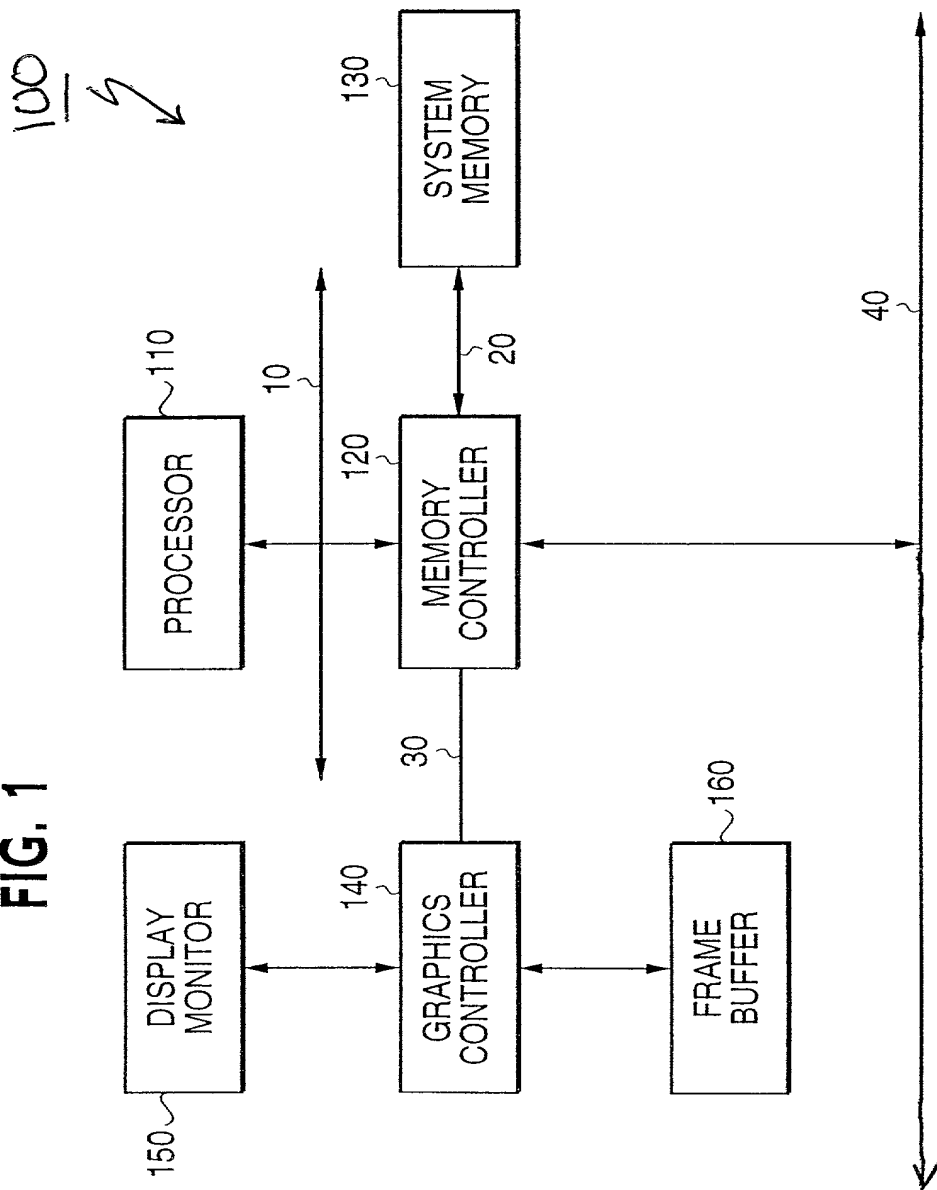 FIG. 1
100
150
DISPLAY
MONITOR
PROCESSOR
110
10
140
120
130
GRAPHICS
CONTROLLER
30
MEMORY
CONTROLLER
20
SYSTEM
MEMORY
FRAME
BUFFER
160
40